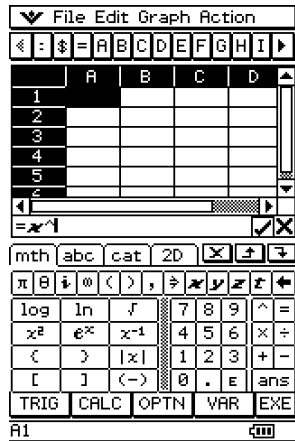 File Edit Graph Action
: $ = A B C D E F G H I
A B C D
1
2
3
4
5
=x^
mth abc cat 2D
π θ i ∞ ( ) , ⇒ x y z t ←
log ln √ 7 8 9 ^ =
x² eˣ x⁻¹ 4 5 6 × ÷
( ) |x| 1 2 3 + −
[ ] (−) 0 . E ans
TRIG CALC OPTN VAR EXE
A1